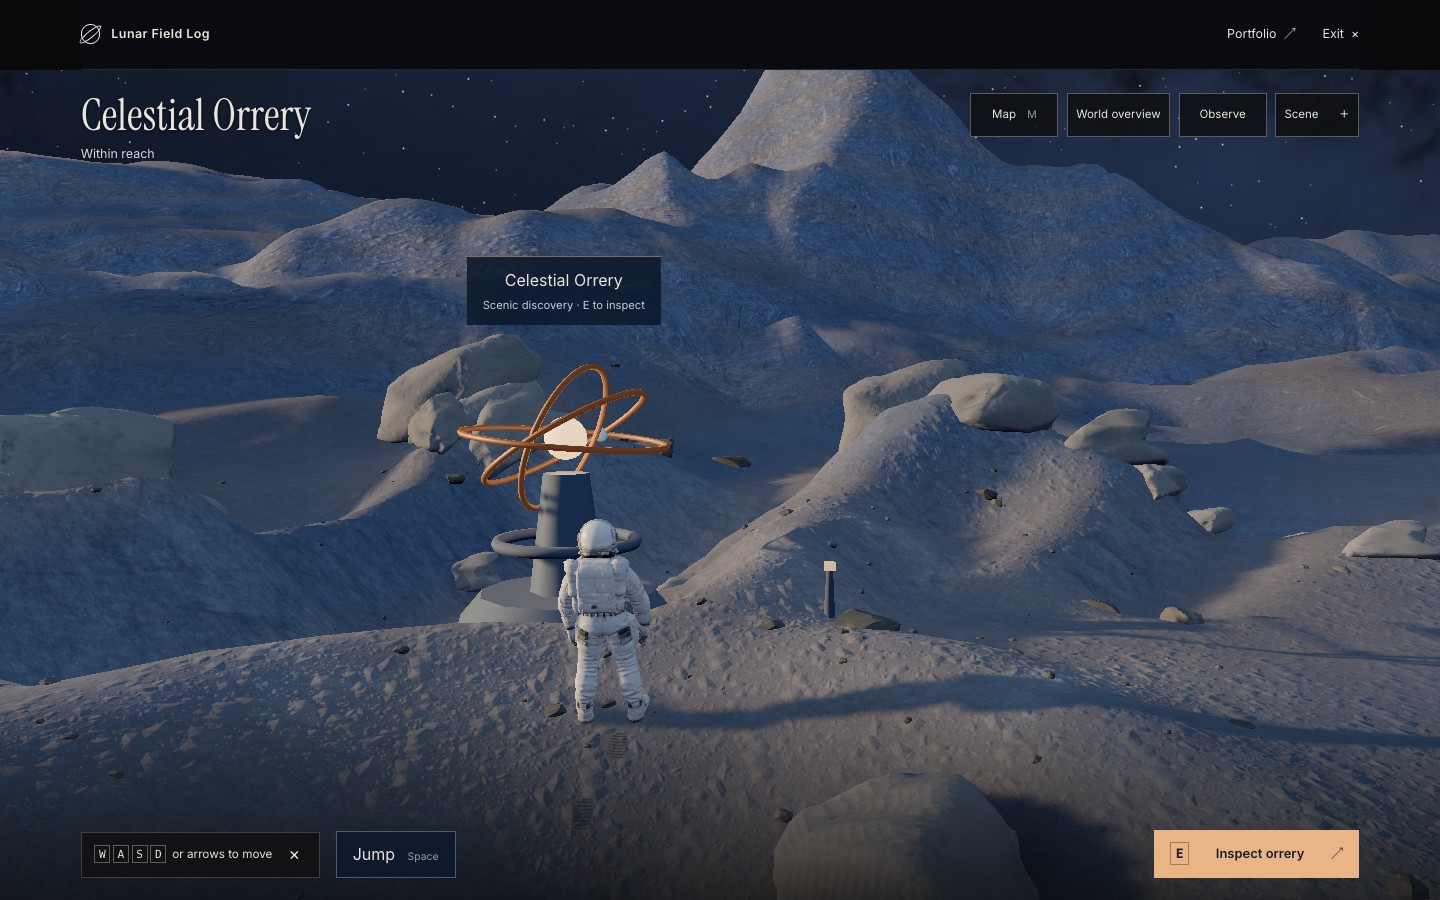 Lunar Field Log
Portfolio ↗
Exit ×
Celestial Orrery
Within reach
Map M
World overview
Observe
Scene +
Celestial Orrery
Scenic discovery · E to inspect
W A S D or arrows to move ×
Jump Space
E Inspect orrery ↗